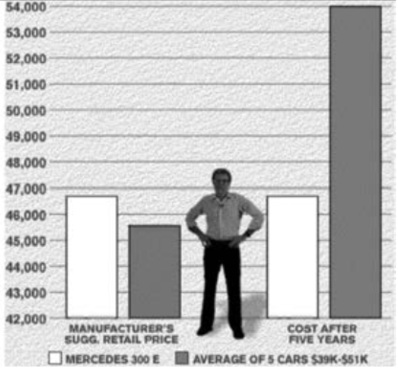 54,000
53,000
52,000
51,000
50,000
49,000
48,000
47,000
46,000
45,000
44,000
43,000
42,000
MANUFACTURER'S
SUGG. RETAIL PRICE
COST AFTER
FIVE YEARS
MERCEDES 300 E
AVERAGE OF 5 CARS $39K-$51K